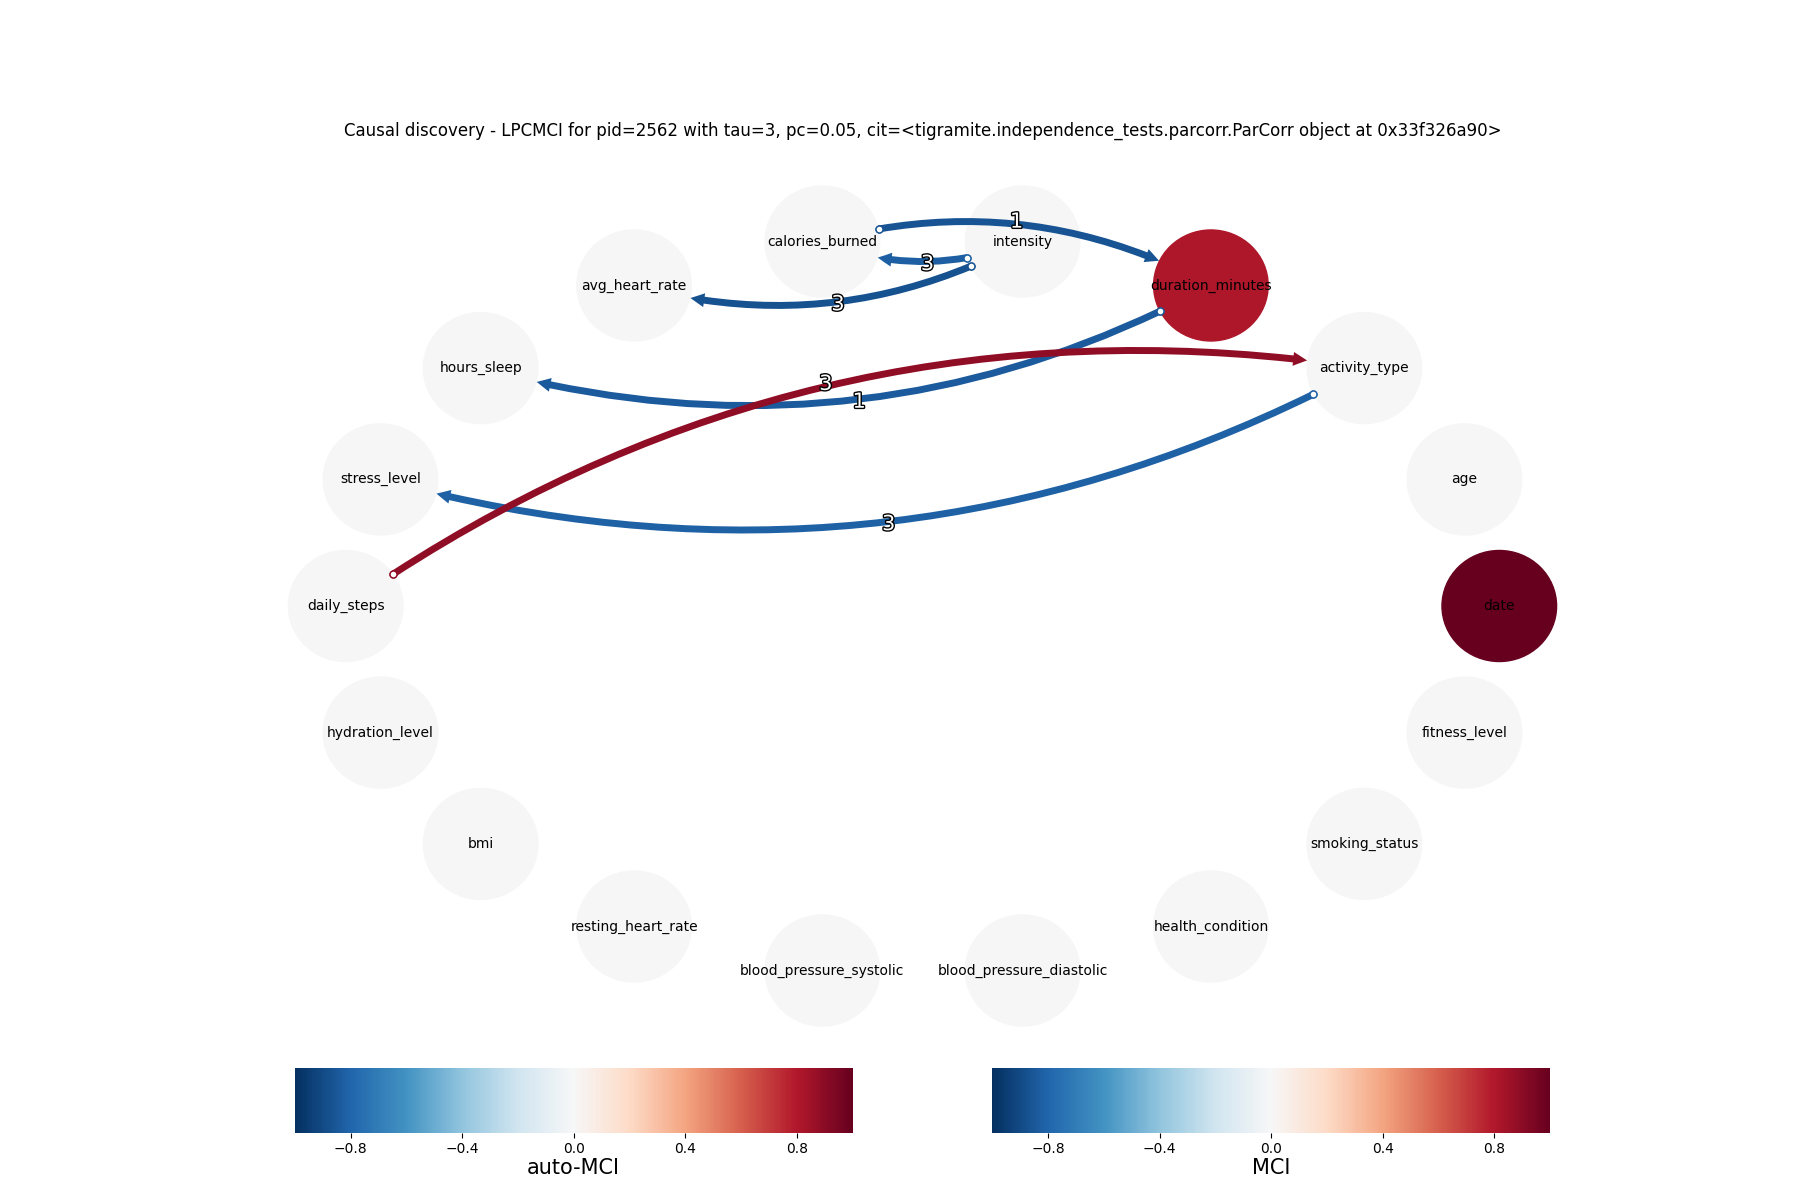 Causal discovery - LPCMCI for pid=2562 with tau=3, pc=0.05, cit=<tigramite.independence_tests.parcorr.ParCorr object at 0x33f326a90>
1
calories_burned
intensity
3
avg_heart_rate
duration_minutes
3
hours_sleep
activity_type
3
1
stress_level
age
3
daily_steps
date
hydration_level
fitness_level
bmi
smoking_status
resting_heart_rate
health_condition
blood_pressure_systolic
blood_pressure_diastolic
−0.8 −0.4 0.0 0.4 0.8
auto-MCI
−0.8 −0.4 0.0 0.4 0.8
MCI